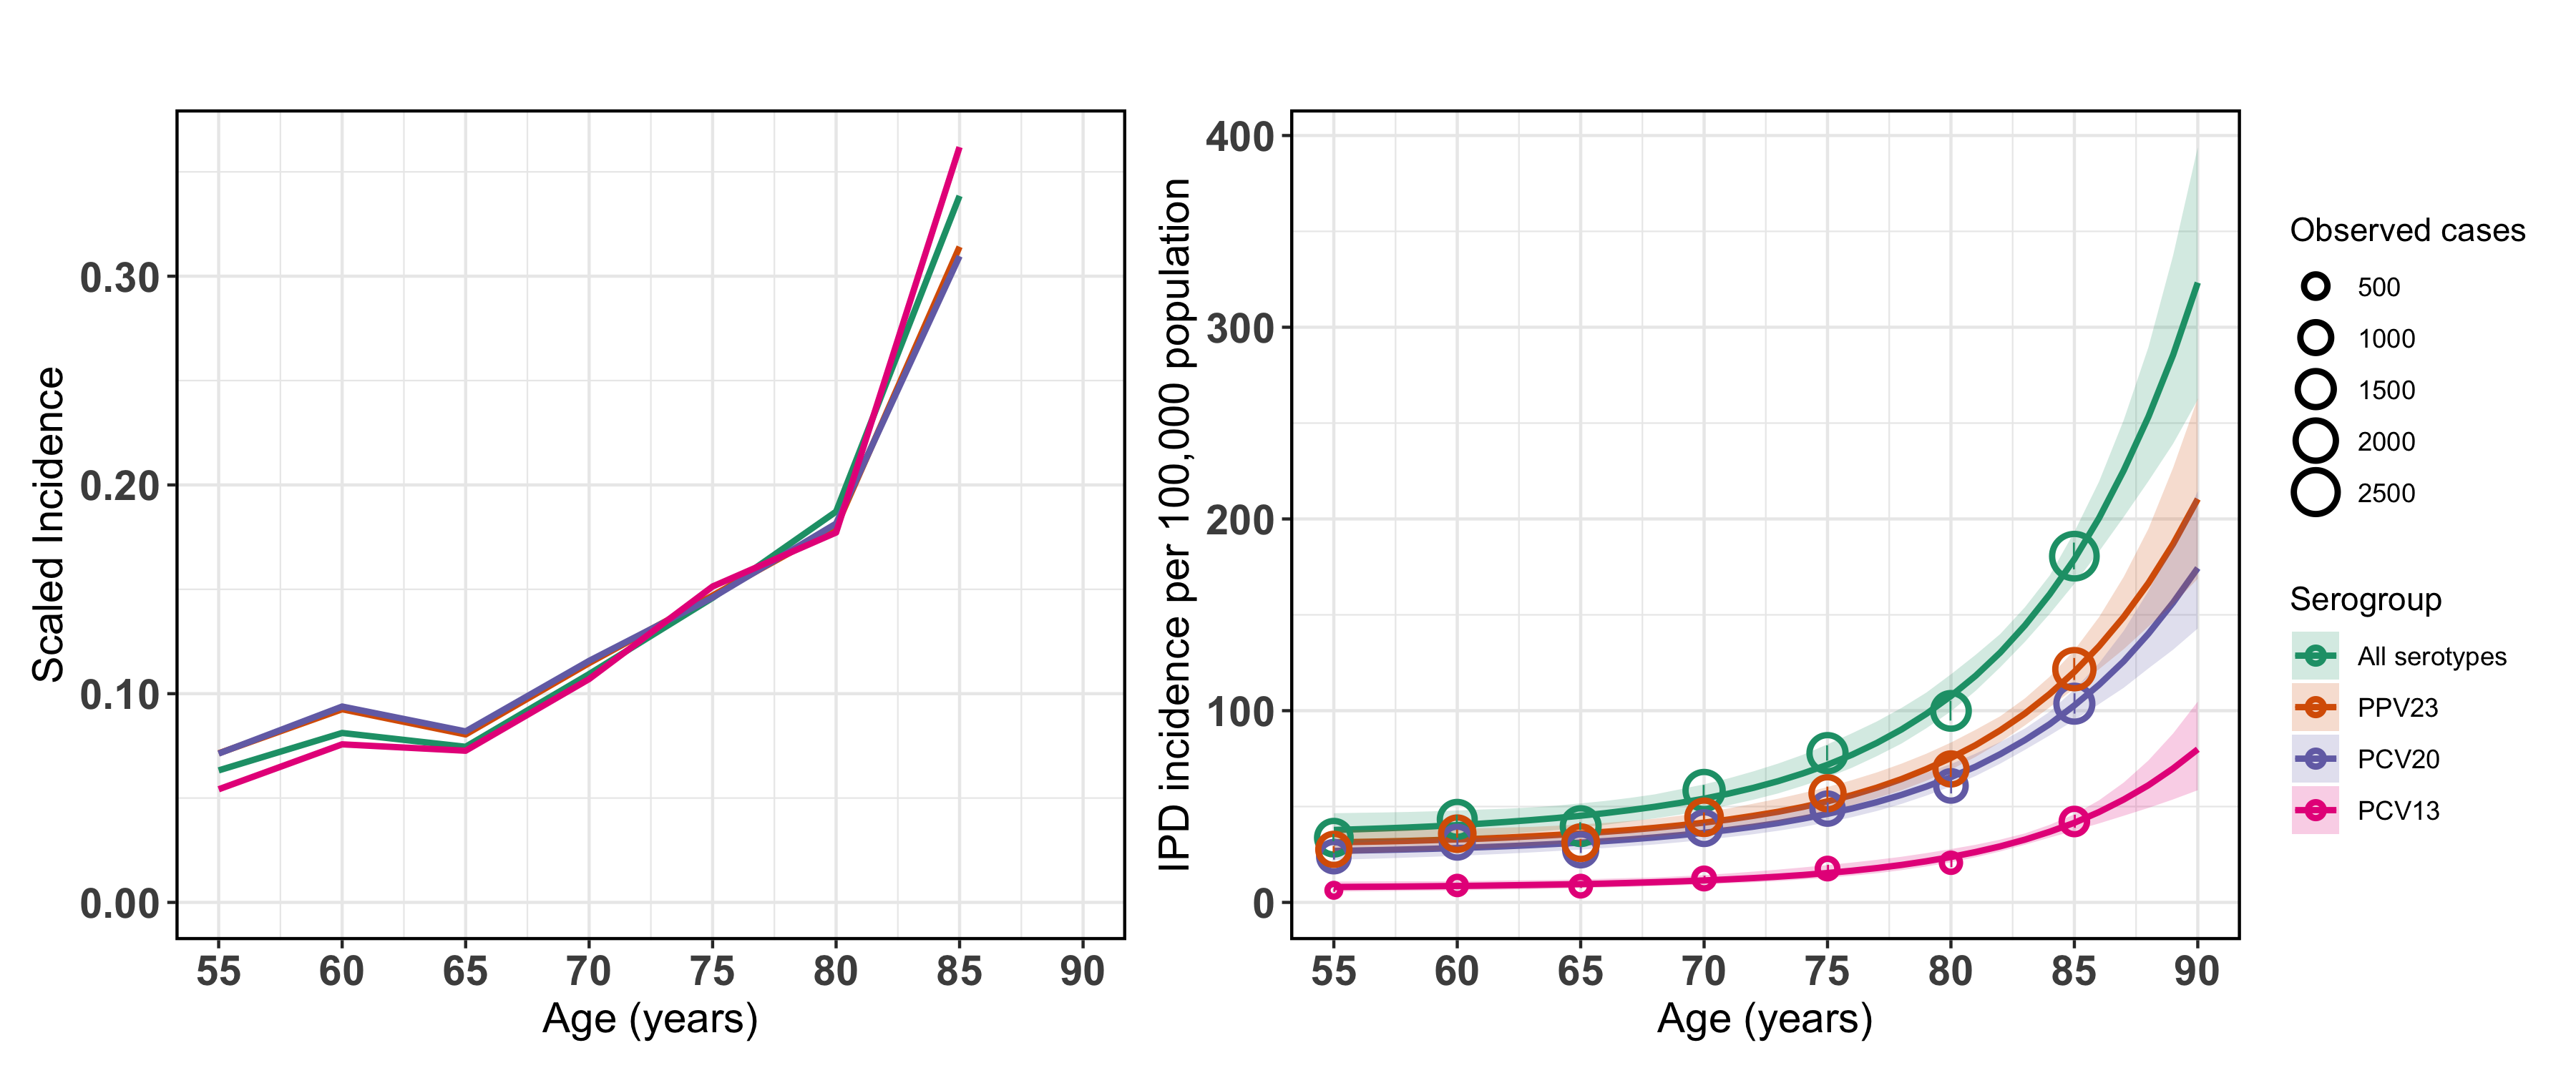 Scaled Incidence
0.30
0.20
0.10
0.00
55 60 65 70 75 80 85 90
Age (years)
IPD incidence per 100,000 population
400
300
200
100
0
55 60 65 70 75 80 85 90
Age (years)
Observed cases
500
1000
1500
2000
2500
Serogroup
All serotypes
PPV23
PCV20
PCV13